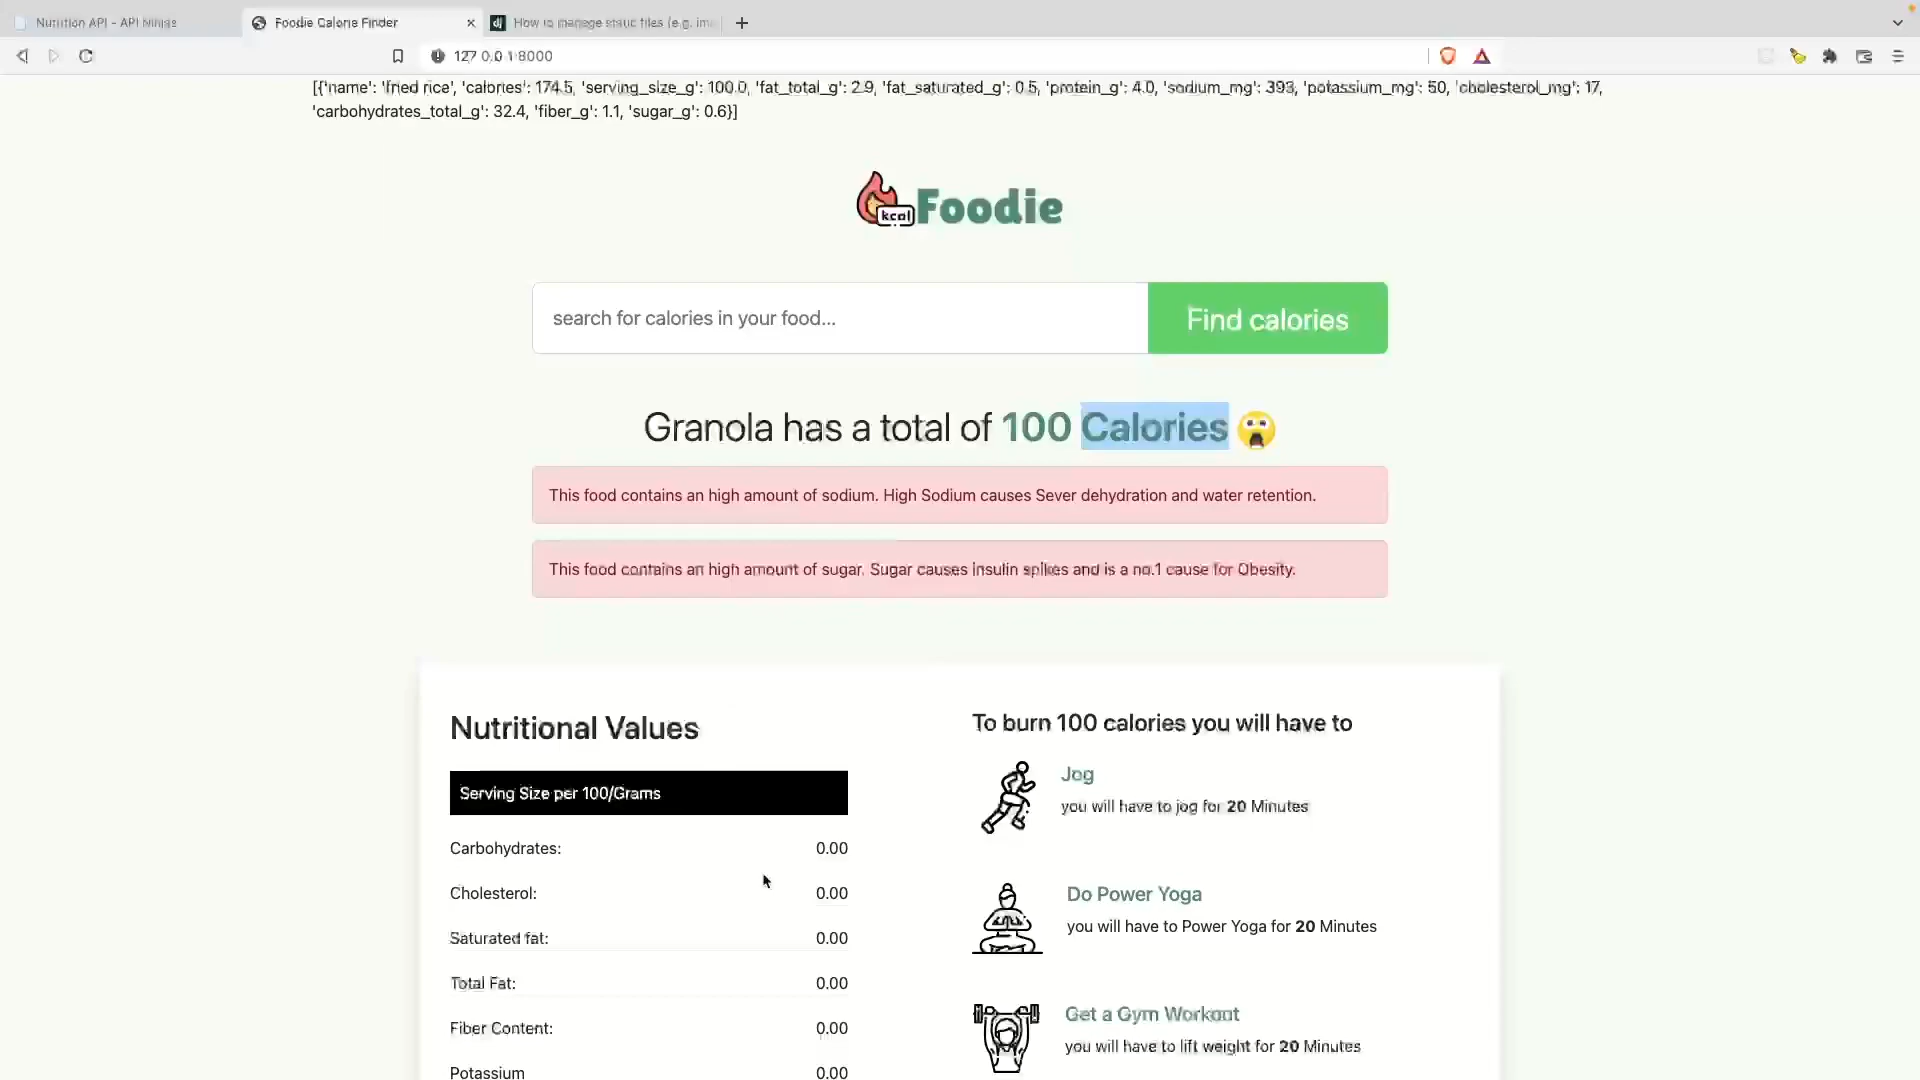 Nutrition API - API Ninjas
Foodie Calorie Finder
How to manage static files (e.g. ima
127.0.0.1:8000
[{'name': 'fried rice', 'calories': 174.5, 'serving_size_g': 100.0, 'fat_total_g': 2.9, 'fat_saturated_g': 0.5, 'protein_g': 4.0, 'sodium_mg': 393, 'potassium_mg': 50, 'cholesterol_mg': 17,
'carbohydrates_total_g': 32.4, 'fiber_g': 1.1, 'sugar_g': 0.6}]
kcal Foodie
search for calories in your food...
Find calories
Granola has a total of 100 Calories
This food contains an high amount of sodium. High Sodium causes Sever dehydration and water retention.
This food contains an high amount of sugar. Sugar causes insulin spikes and is a no.1 cause for Obesity.
Nutritional Values
Serving Size per 100/Grams
Carbohydrates: 0.00
Cholesterol: 0.00
Saturated fat: 0.00
Total Fat: 0.00
Fiber Content: 0.00
Potassium 0.00
To burn 100 calories you will have to
Jog
you will have to jog for 20 Minutes
Do Power Yoga
you will have to Power Yoga for 20 Minutes
Get a Gym Workout
you will have to lift weight for 20 Minutes